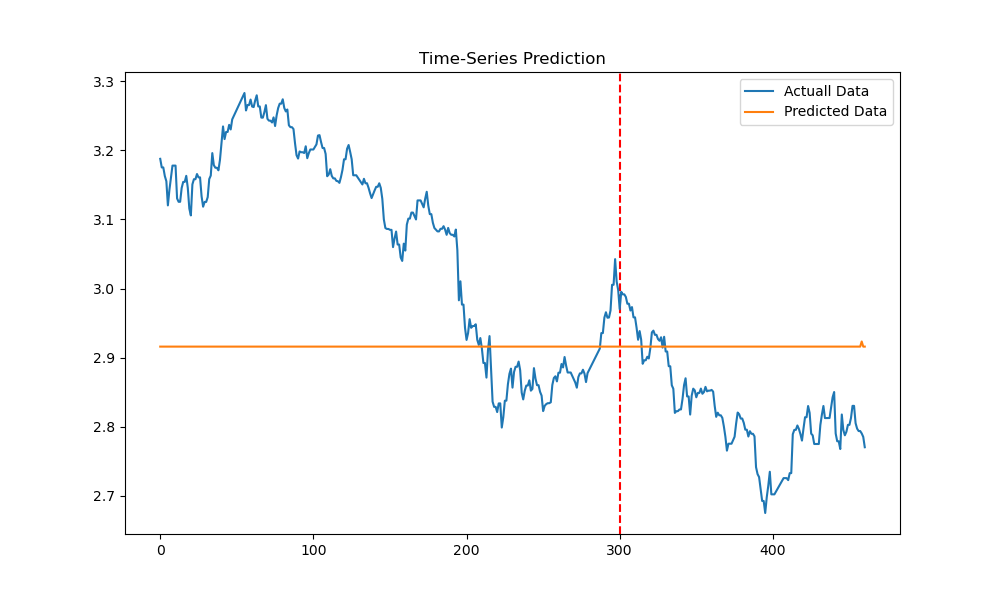 Time-Series Prediction
Actuall Data
Predicted Data
3.3
3.2
3.1
3.0
2.9
2.8
2.7
0 100 200 300 400